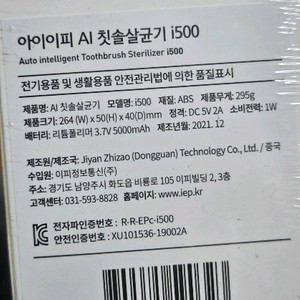 아이이피 AI 칫솔살균기 i500
Auto intelligent Toothbrush Sterilizer i500
전기용품 및 생활용품 안전관리법에 의한 품질표시
제품명: AI 칫솔살균기 모델명: i500 재질: ABS 제품무게: 295g
제품크기: 264 (W) x 50(H) x 40(D)mm 정격: DC 5V 2A 소비전력: 1W
배터리: 리튬폴리머 3.7V 5000mAh 제조년월: 2021. 12
제조원/제조국: Jiyan Zhizao (Dongguan) Technology Co., Ltd. / 중국
수입원: 이피정보통신(주)
주소: 경기도 남양주시 화도읍 비룡로 105 이피빌딩 2, 3층
고객센터: 031-593-8828 홈페이지: www.iep.kr
전자파인증번호 : R-R-EPc-i500
안전인증번호 : XU101536-19002A